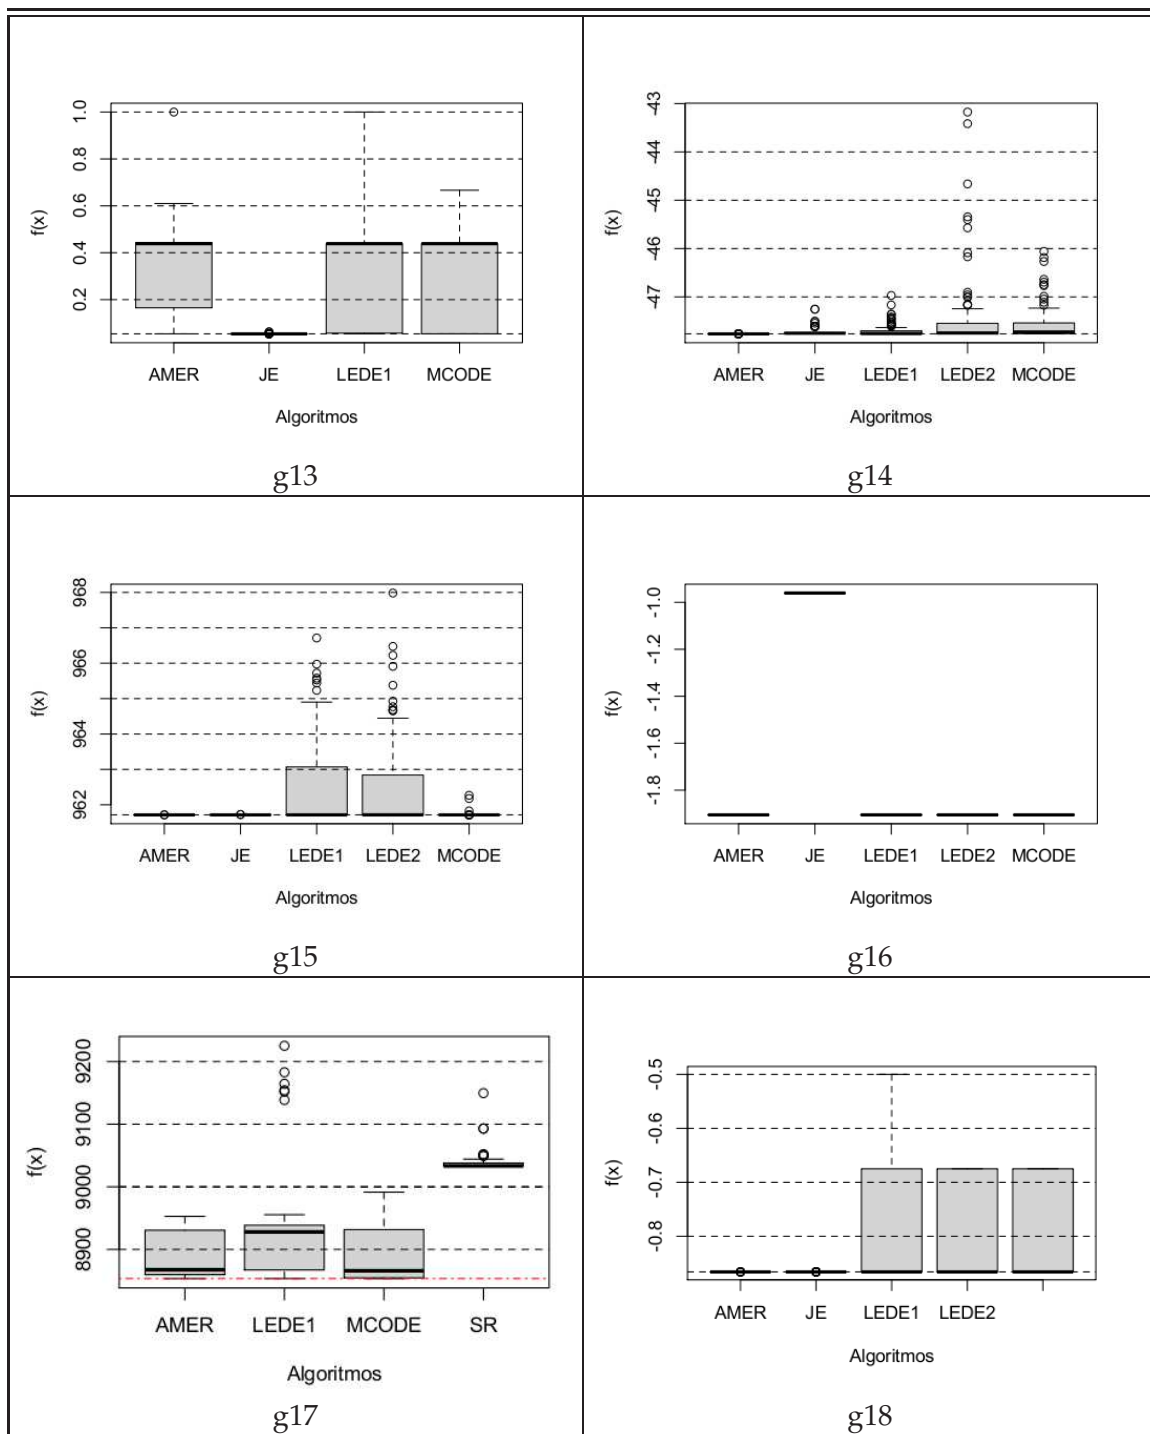 f(x)
1.0
0.8
0.6
0.4
0.2
AMER JE LEDE1 MCODE
Algoritmos
g13
f(x)
-43
-44
-45
-46
-47
AMER JE LEDE1 LEDE2 MCODE
Algoritmos
g14
f(x)
968
966
964
962
AMER JE LEDE1 LEDE2 MCODE
Algoritmos
g15
f(x)
-1.0
-1.2
-1.4
-1.6
-1.8
AMER JE LEDE1 LEDE2 MCODE
Algoritmos
g16
f(x)
9200
9100
9000
8900
AMER LEDE1 MCODE SR
Algoritmos
g17
f(x)
-0.5
-0.6
-0.7
-0.8
AMER JE LEDE1 LEDE2
Algoritmos
g18